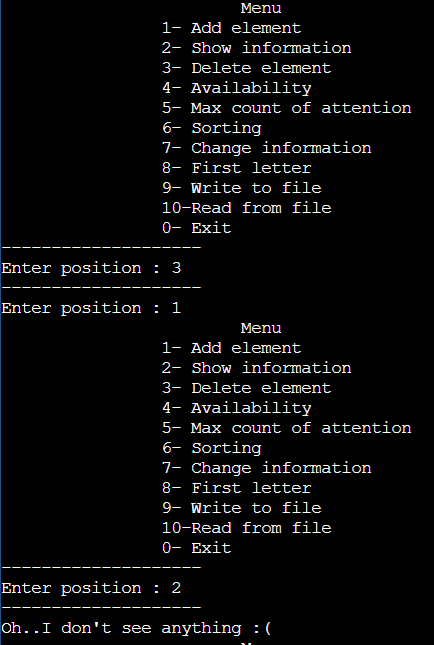 Menu
1- Add element
2- Show information
3- Delete element
4- Availability
5- Max count of attention
6- Sorting
7- Change information
8- First letter
9- Write to file
10-Read from file
0- Exit
--------------------
Enter position : 3
--------------------
Enter position : 1
Menu
1- Add element
2- Show information
3- Delete element
4- Availability
5- Max count of attention
6- Sorting
7- Change information
8- First letter
9- Write to file
10-Read from file
0- Exit
--------------------
Enter position : 2
--------------------
Oh..I don't see anything :(